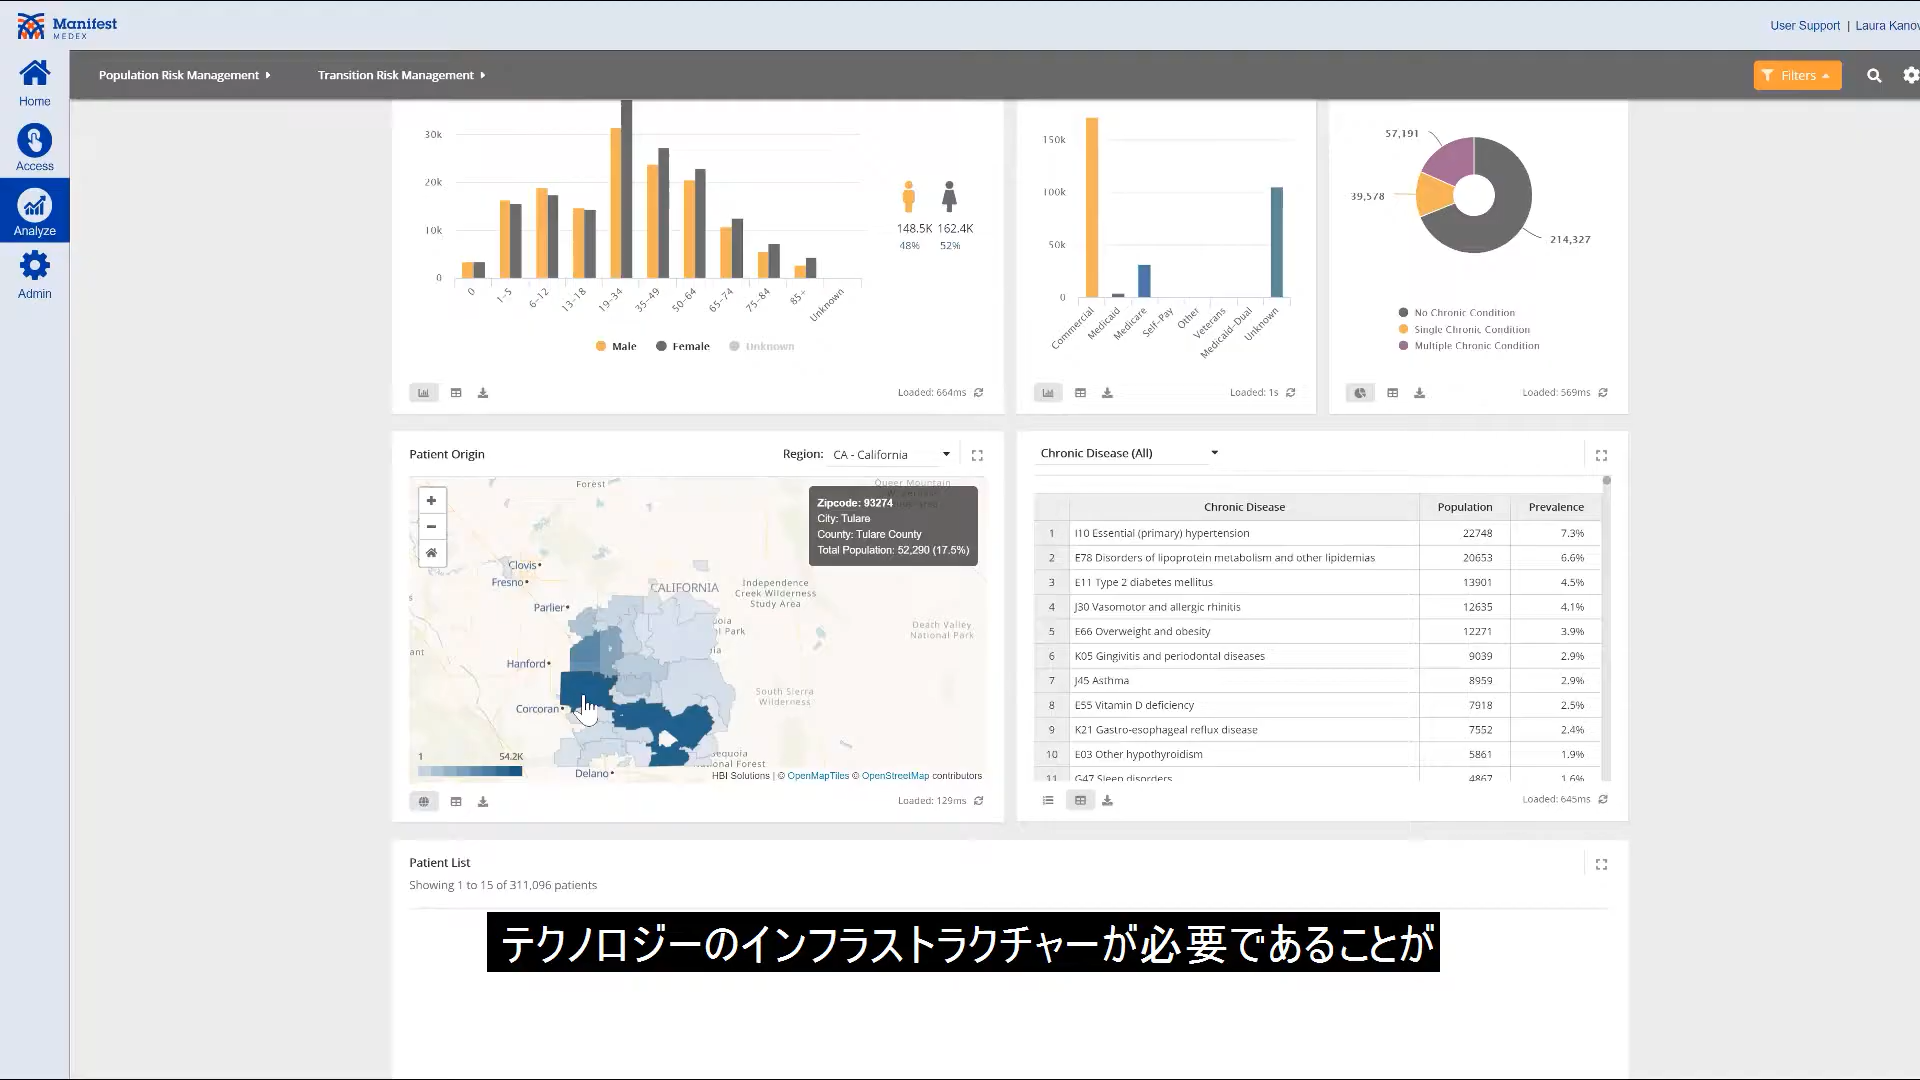 Manifest
MEDEX
User Support | Laura Kanov
Home
Access
Analyze
Admin
Population Risk Management
Transition Risk Management
Filters
30k
20k
10k
0
0
1-5
6-12
13-18
19-34
35-49
50-64
65-74
75-84
85+
Unknown
148.5K 162.4K
48% 52%
Male Female Unknown
Loaded: 664ms
150k
100k
50k
0
Commercial
Medicaid
Medicare
Self-Pay
Other
Veterans
Medicaid-Dual
Unknown
Loaded: 1s
57,191
39,578
214,327
No Chronic Condition
Single Chronic Condition
Multiple Chronic Condition
Loaded: 569ms
Patient Origin
Region: CA - California
+
−
Forest
Queer Mountain
Zipcode: 93274
City: Tulare
County: Tulare County
Total Population: 52,290 (17.5%)
Clovis
Fresno
Parlier
Hanford
Corcoran
Delano
CALIFORNIA
Independence
Creek Wilderness
Study Area
Death Valley
National Park
South Sierra
Wilderness
1 54.2K
HBI Solutions | © OpenMapTiles © OpenStreetMap contributors
Loaded: 129ms
Chronic Disease (All)
Chronic Disease Population Prevalence
1 I10 Essential (primary) hypertension 22748 7.3%
2 E78 Disorders of lipoprotein metabolism and other lipidemias 20653 6.6%
3 E11 Type 2 diabetes mellitus 13901 4.5%
4 J30 Vasomotor and allergic rhinitis 12635 4.1%
5 E66 Overweight and obesity 12271 3.9%
6 K05 Gingivitis and periodontal diseases 9039 2.9%
7 J45 Asthma 8959 2.9%
8 E55 Vitamin D deficiency 7918 2.5%
9 K21 Gastro-esophageal reflux disease 7552 2.4%
10 E03 Other hypothyroidism 5861 1.9%
11 G47 Sleep disorders 4867 1.6%
Loaded: 645ms
Patient List
Showing 1 to 15 of 311,096 patients
テクノロジーのインフラストラクチャーが必要であることが